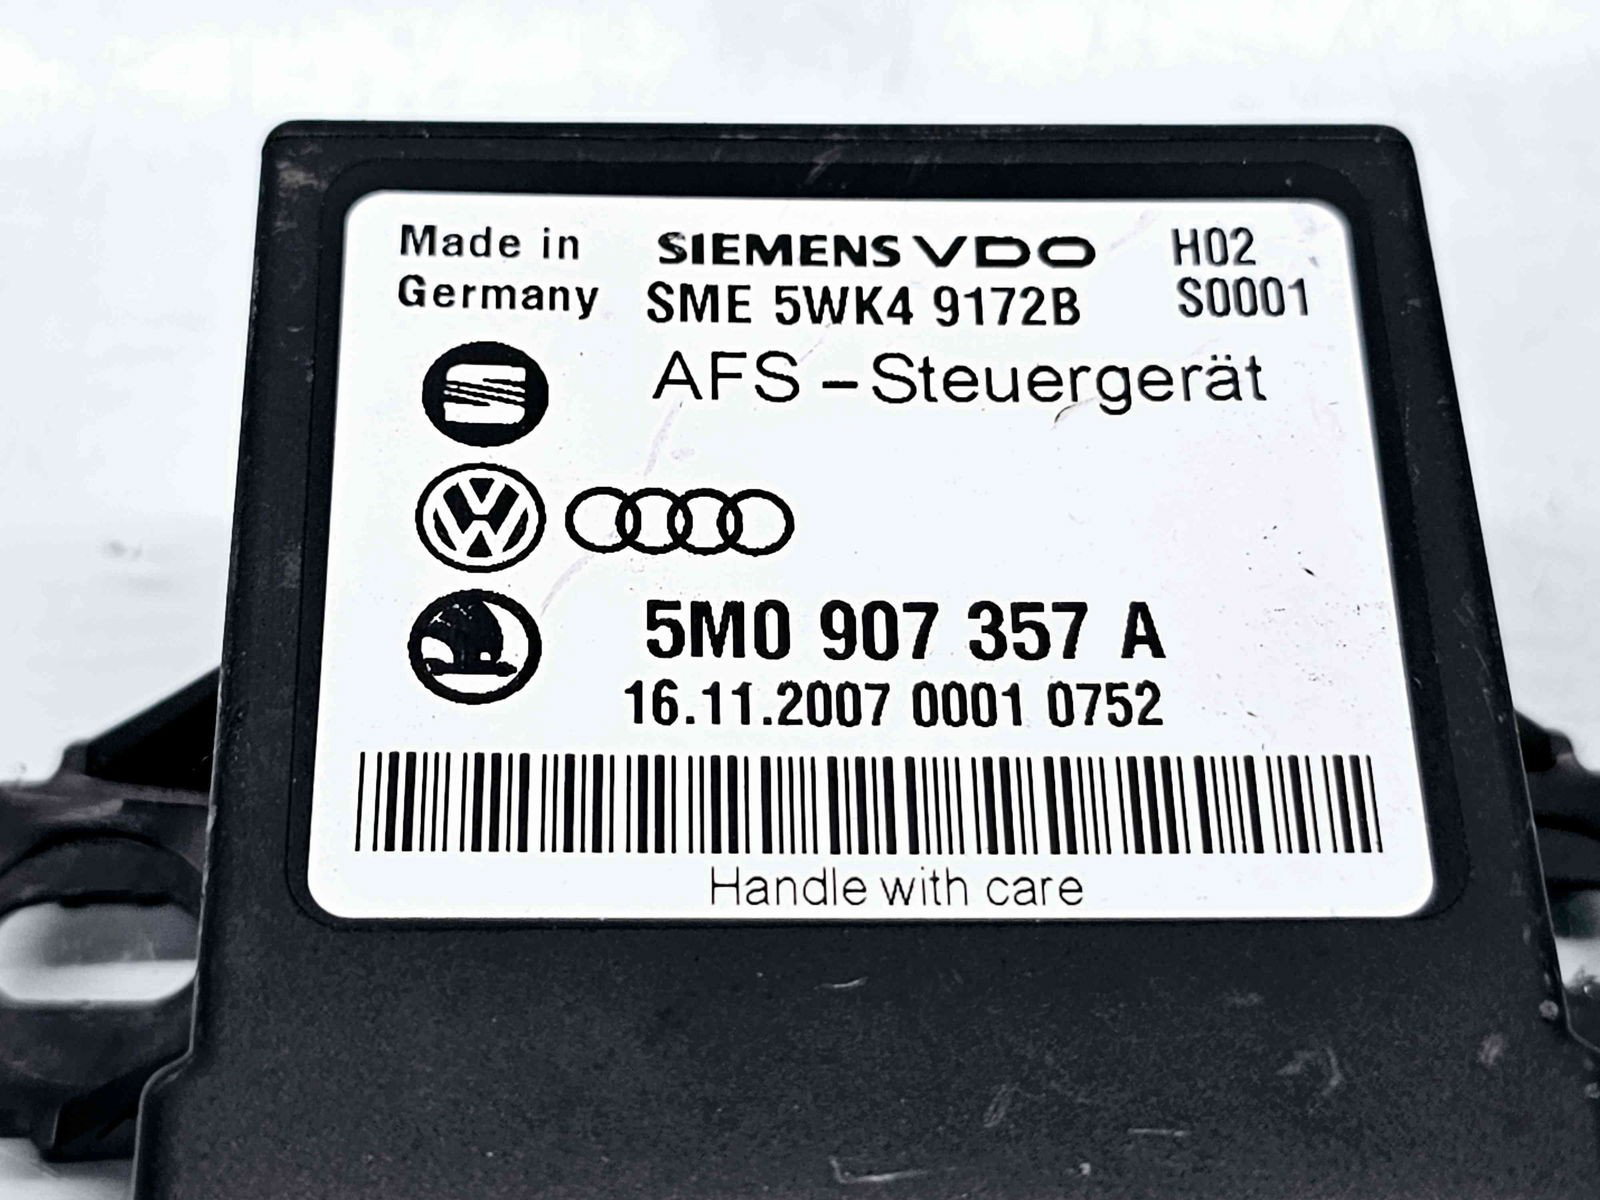 Made in
Germany
SIEMENS VDO
SME 5WK4 9172B
H02
S0001
AFS - Steuergerät
5M0 907 357 A
16.11.2007 0001 0752
Handle with care